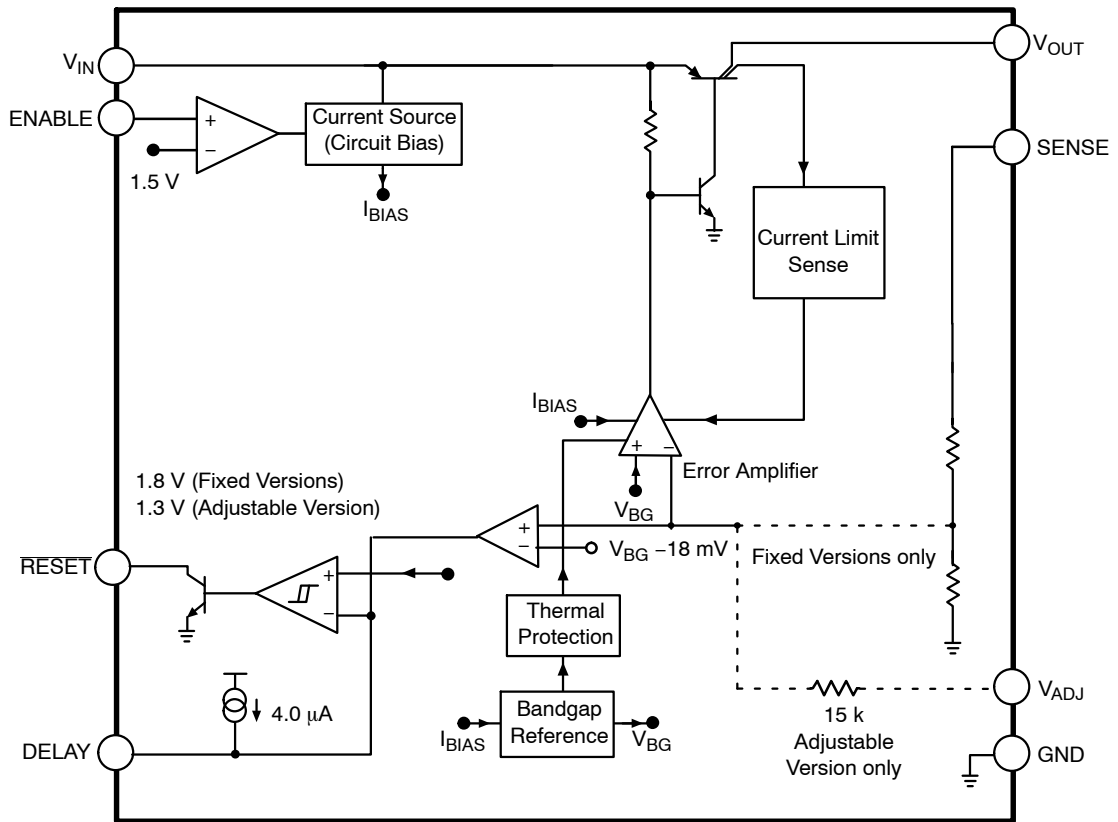 V_IN
V_OUT
ENABLE
+
−
1.5 V
Current Source
(Circuit Bias)
I_BIAS
SENSE
Current Limit
Sense
I_BIAS
+ −
Error Amplifier
V_BG
1.8 V (Fixed Versions)
1.3 V (Adjustable Version)
+
−
V_BG −18 mV
Fixed Versions only
RESET
+
−
Thermal
Protection
4.0 μA
Bandgap
Reference
I_BIAS
V_BG
15 k
Adjustable
Version only
V_ADJ
DELAY
GND